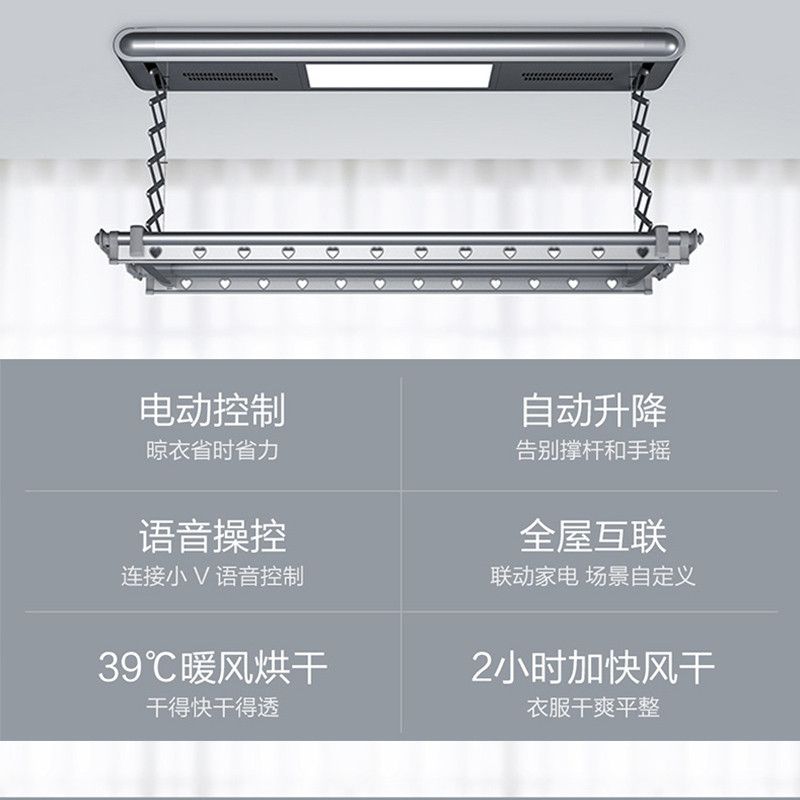 电动控制
晾衣省时省力
自动升降
告别撑杆和手摇
语音操控
连接小 V 语音控制
全屋互联
联动家电 场景自定义
39℃暖风烘干
干得快干得透
2小时加快风干
衣服干爽平整